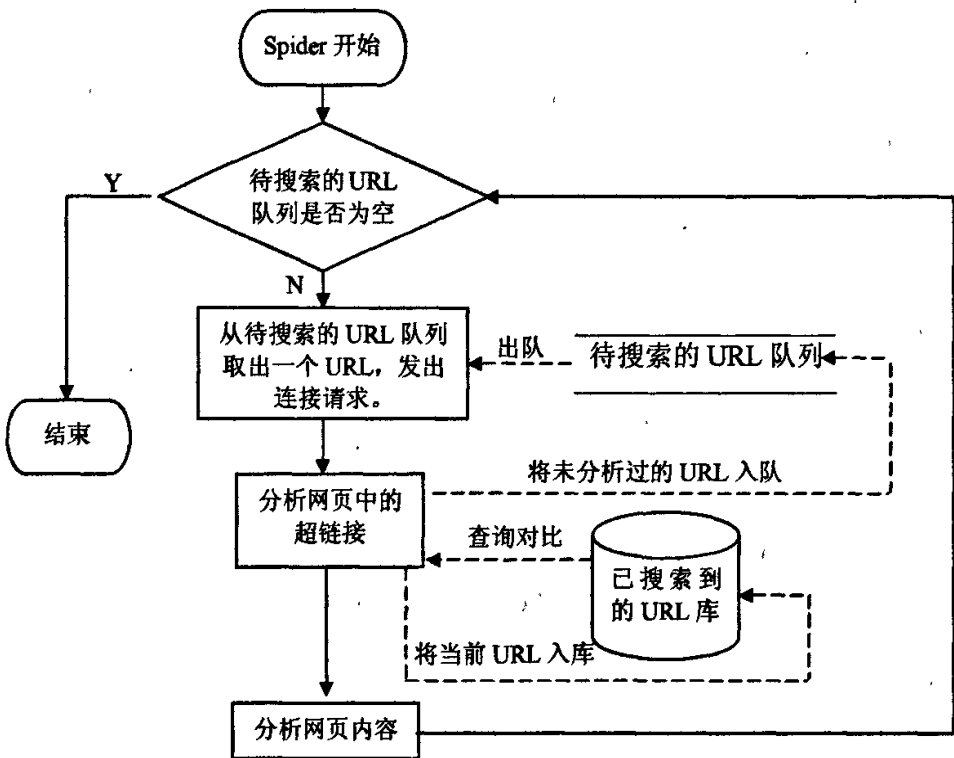 Spider 开始
待搜索的 URL
队列是否为空
Y
N
从待搜索的 URL 队列
取出一个 URL，发出
连接请求。
出队
待搜索的 URL 队列
结束
将未分析过的 URL 入队
分析网页中的
超链接
查询对比
已搜索到
的 URL 库
将当前 URL 入库
分析网页内容